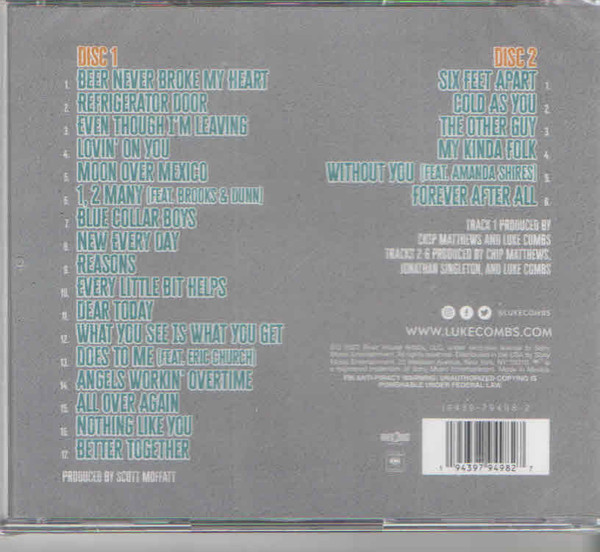 DISC 1
1. BEER NEVER BROKE MY HEART
2. REFRIGERATOR DOOR
3. EVEN THOUGH I'M LEAVING
4. LOVIN' ON YOU
5. MOON OVER MEXICO
6. 1, 2 MANY (FEAT. BROOKS & DUNN)
7. BLUE COLLAR BOYS
8. NEW EVERY DAY
9. REASONS
10. EVERY LITTLE BIT HELPS
11. DEAR TODAY
12. WHAT YOU SEE IS WHAT YOU GET
13. DOES TO ME (FEAT. ERIC CHURCH)
14. ANGELS WORKIN' OVERTIME
15. ALL OVER AGAIN
16. NOTHING LIKE YOU
17. BETTER TOGETHER
PRODUCED BY SCOTT MOFFATT
DISC 2
SIX FEET APART 1.
COLD AS YOU 2.
THE OTHER GUY 3.
MY KINDA FOLK 4.
WITHOUT YOU (FEAT. AMANDA SHIRES) 5.
FOREVER AFTER ALL 6.
TRACK 1 PRODUCED BY
CHIP MATTHEWS AND LUKE COMBS
TRACKS 2-6 PRODUCED BY CHIP MATTHEWS,
JONATHAN SINGLETON, AND LUKE COMBS
@LUKECOMBS
WWW.LUKECOMBS.COM
FBI ANTI-PIRACY WARNING: UNAUTHORIZED COPYING IS
PUNISHABLE UNDER FEDERAL LAW.
19439-79498-2
1 94397 94982 7